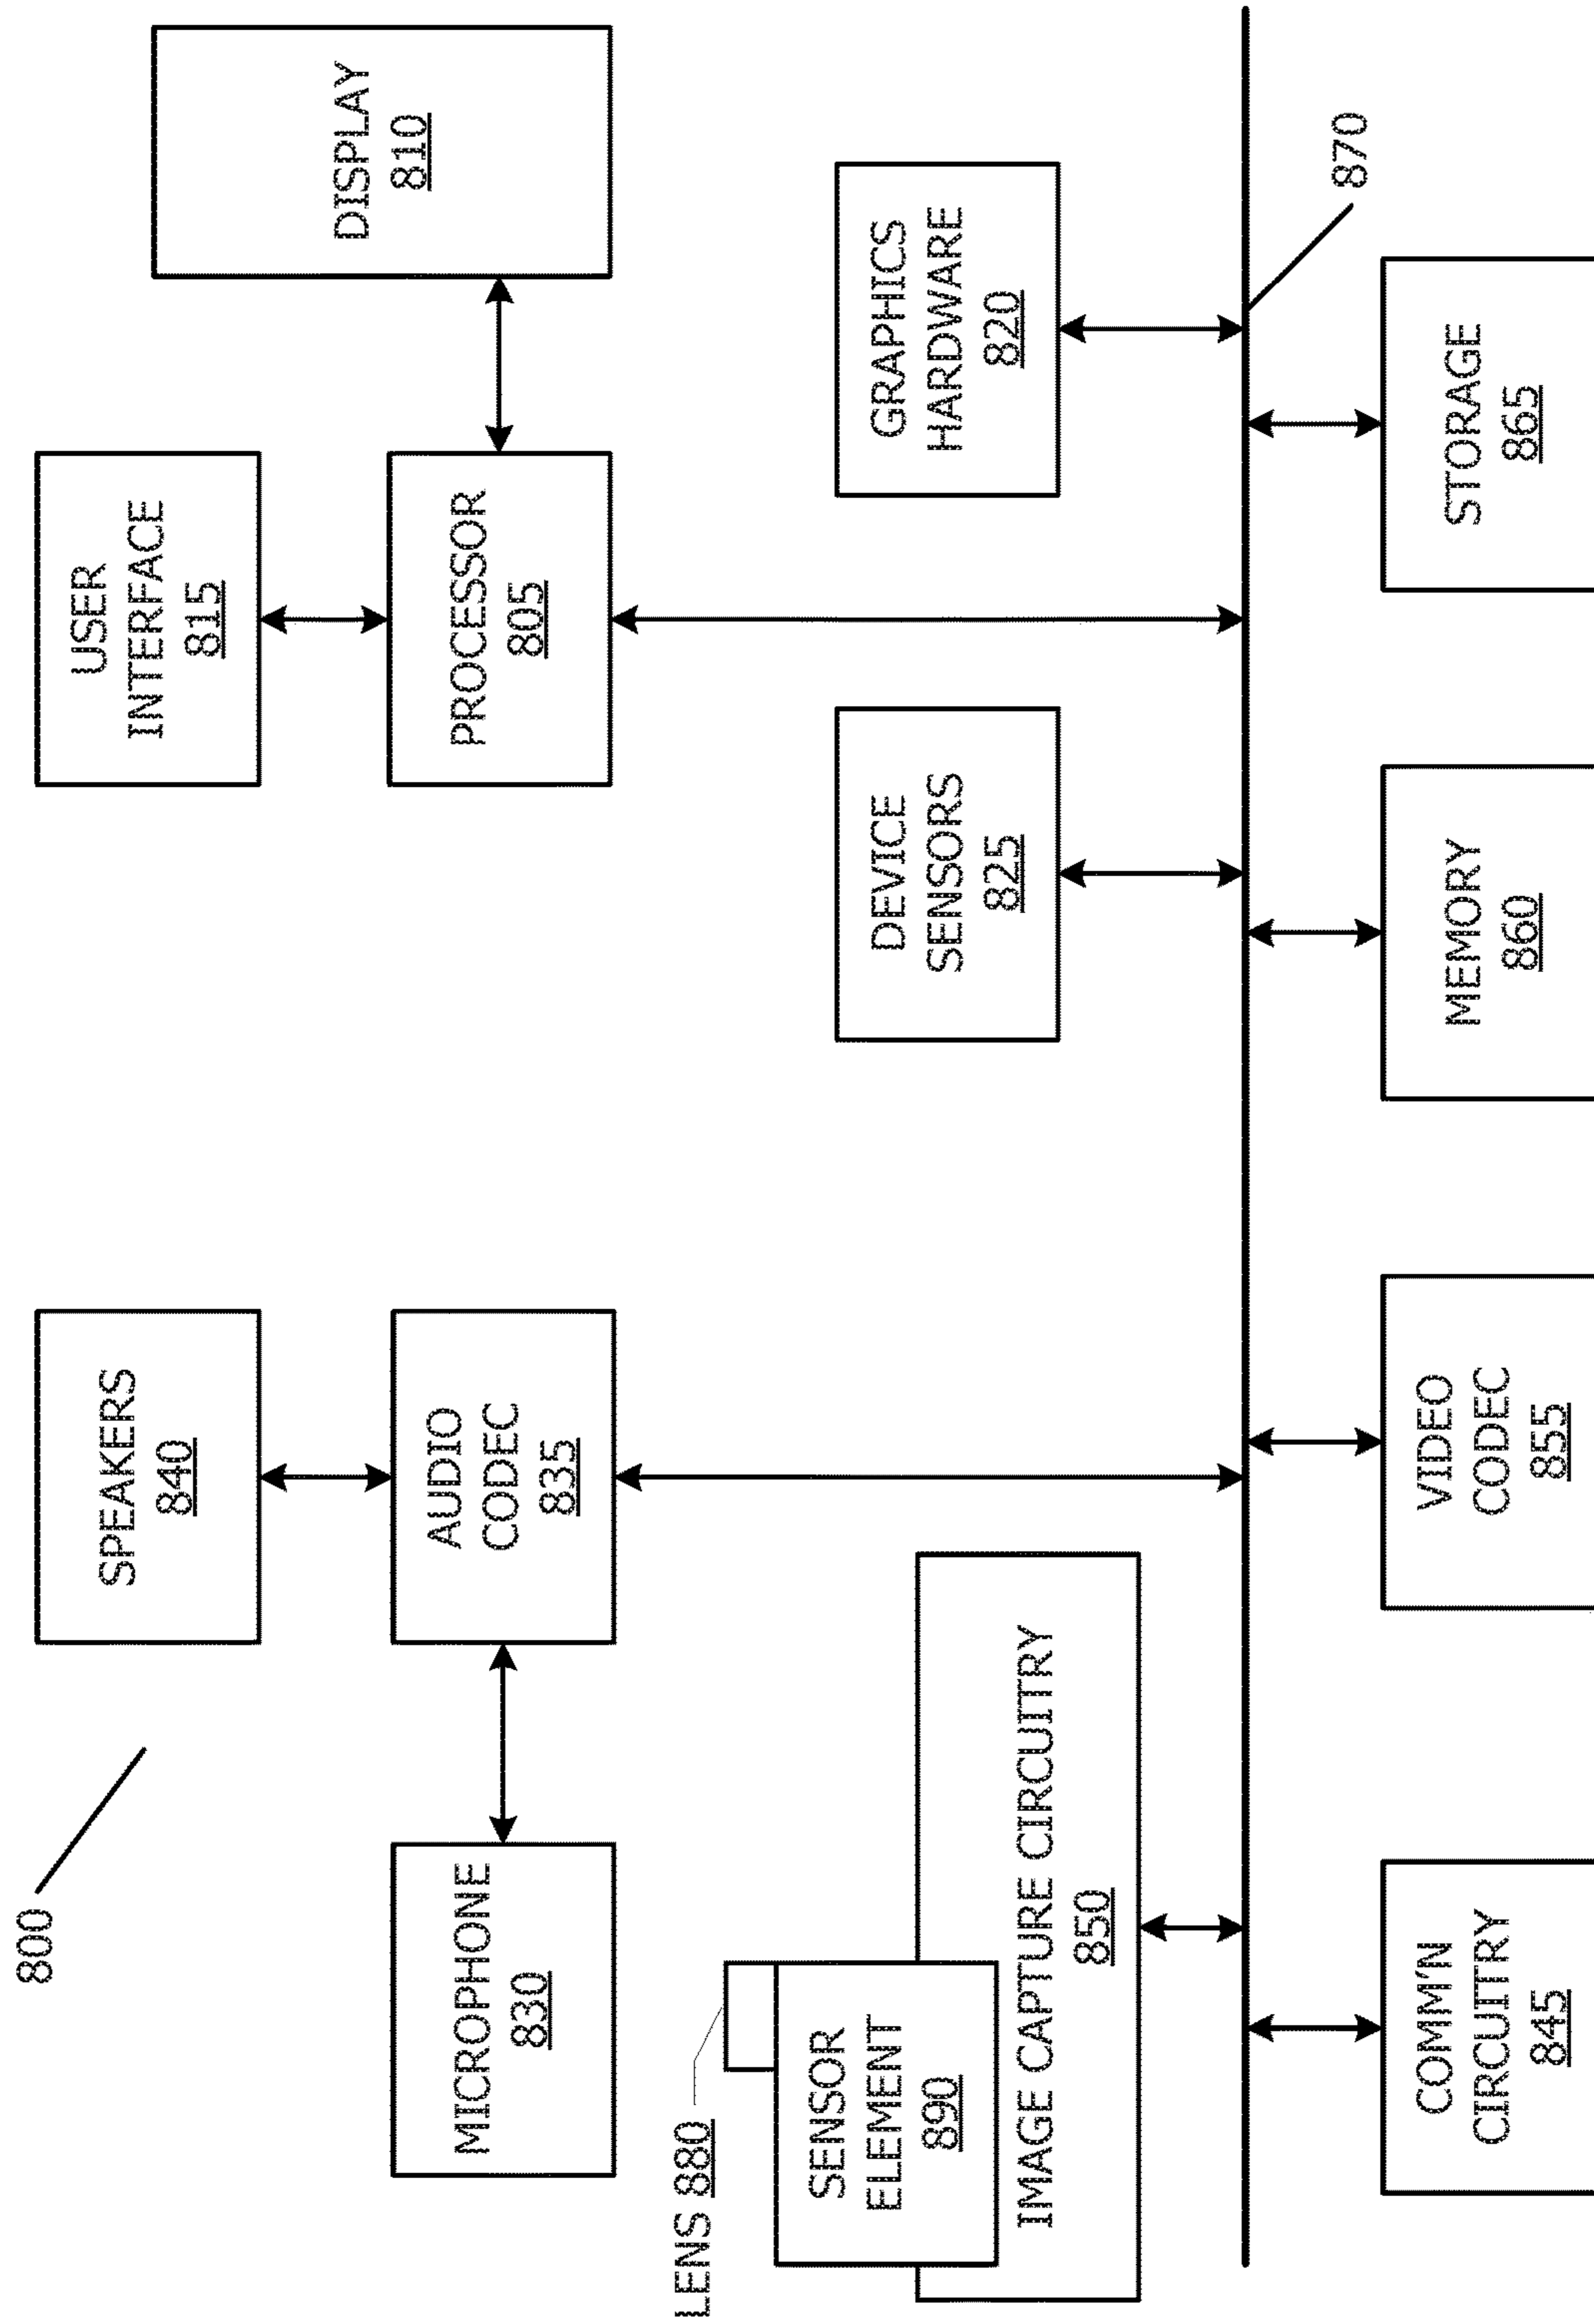 800
SPEAKERS
840
USER
INTERFACE
815
DISPLAY
810
MICROPHONE
830
AUDIO
CODEC
835
PROCESSOR
805
LENS 880
SENSOR
ELEMENT
890
IMAGE CAPTURE CIRCUITRY
850
DEVICE
SENSORS
825
GRAPHICS
HARDWARE
820
870
COMM'N
CIRCUITRY
845
VIDEO
CODEC
855
MEMORY
860
STORAGE
865